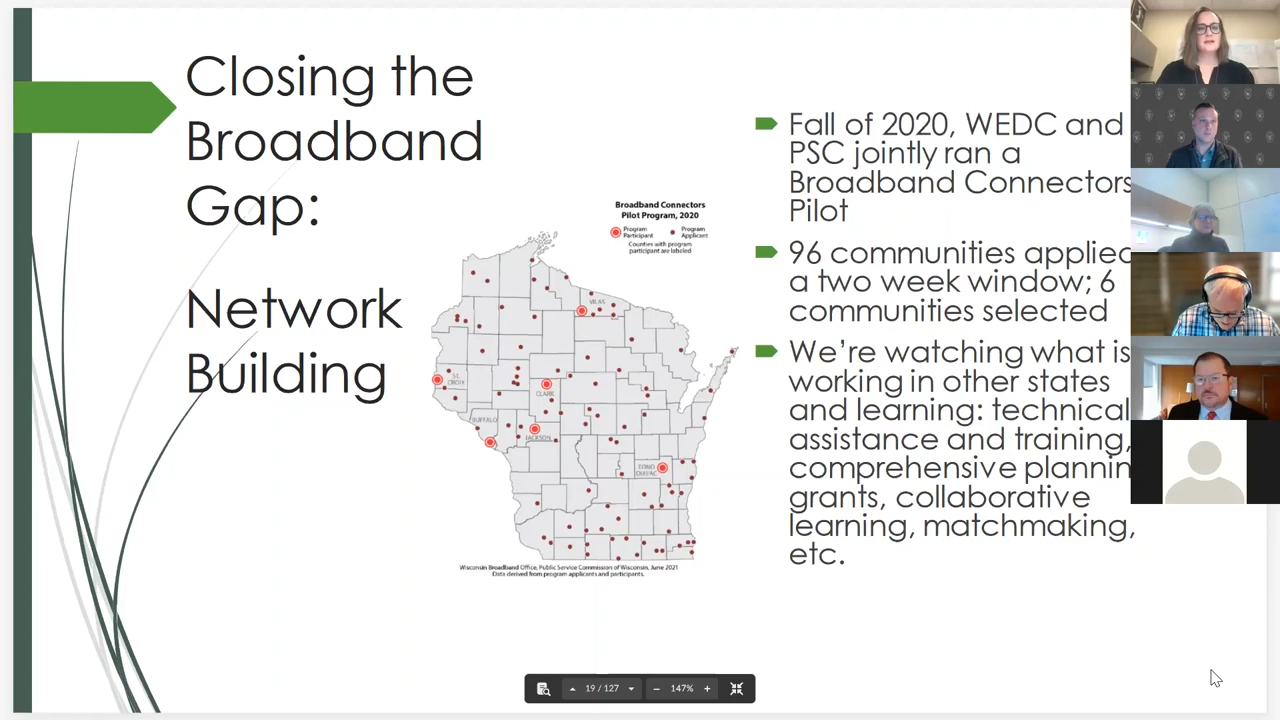 Closing the
Broadband
Gap:
Network
Building
Broadband Connectors
Pilot Program, 2020
Program
Participant
Program
Applicant
Counties with program
participant are labeled
VILAS
ST.
CROIX
CLARK
BUFFALO
JACKSON
FOND
DU LAC
Wisconsin Broadband Office, Public Service Commission of Wisconsin, June 2021
Data derived from program applicants and participants.
Fall of 2020, WEDC and
PSC jointly ran a
Broadband Connectors
Pilot
96 communities applied
a two week window; 6
communities selected
We’re watching what is
working in other states
and learning: technical
assistance and training,
comprehensive plannin
grants, collaborative
learning, matchmaking,
etc.
19 / 127
147%